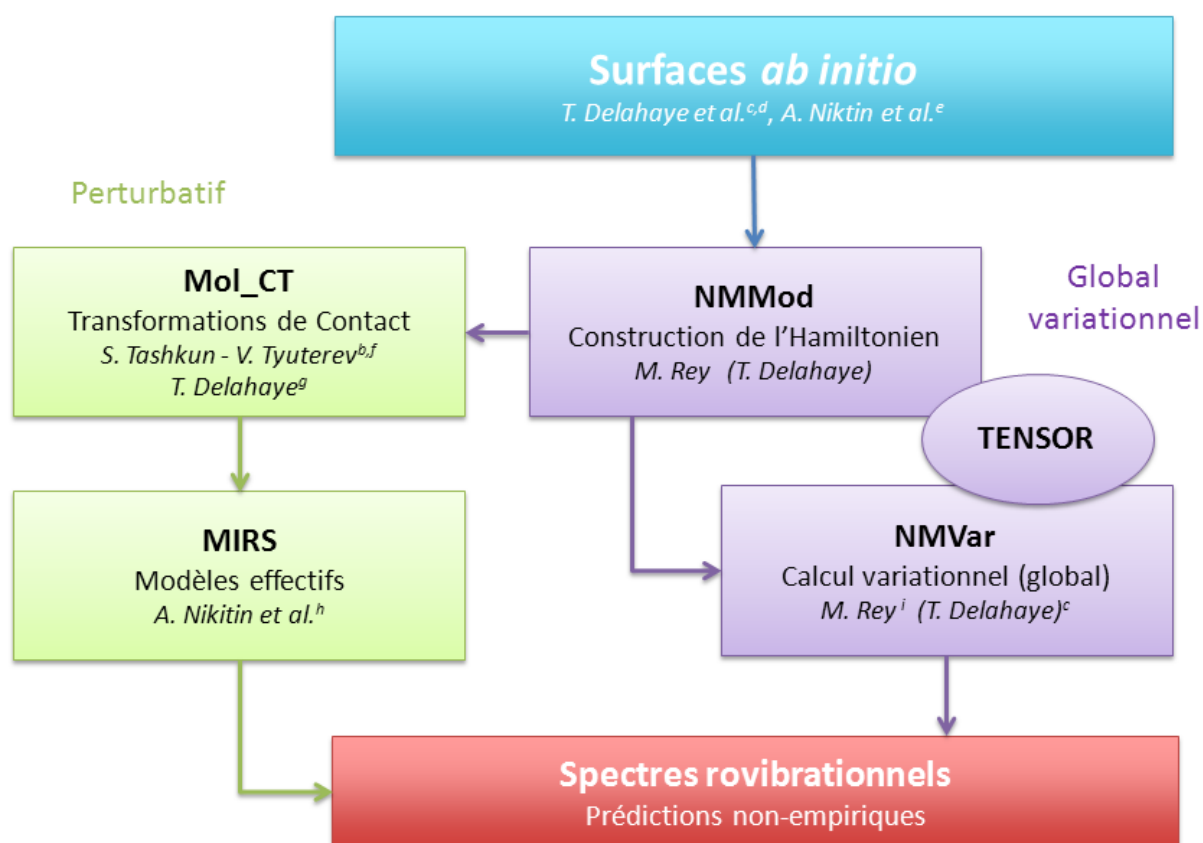 Surfaces ab initio
T. Delahaye et al.c,d, A. Niktin et al.e
Perturbatif
Mol_CT
Transformations de Contact
S. Tashkun - V. Tyuterevb,f
T. Delahayeg
NMMod
Construction de l’Hamiltonien
M. Rey (T. Delahaye)
Global
variationnel
TENSOR
MIRS
Modèles effectifs
A. Nikitin et al.h
NMVar
Calcul variationnel (global)
M. Rey i (T. Delahaye)c
Spectres rovibrationnels
Prédictions non-empiriques